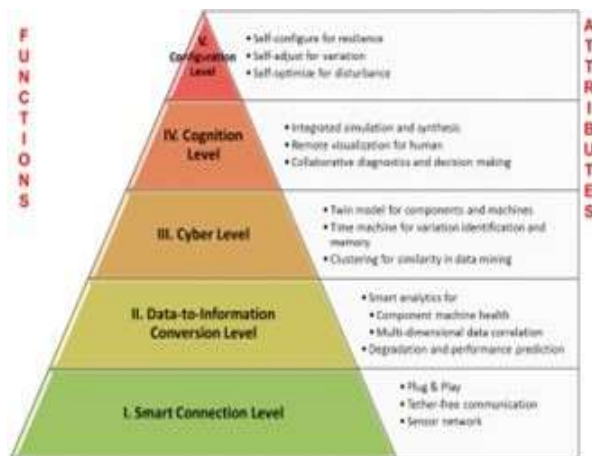 FUNCTIONS
ATTRIBUTES
V.
Configuration
Level
• Self-configure for resilience
• Self-adjust for variation
• Self-optimize for disturbance
IV. Cognition
Level
• Integrated simulation and synthesis
• Remote visualization for human
• Collaborative diagnostics and decision making
III. Cyber Level
• Twin model for components and machines
• Time machine for variation identification and
memory
• Clustering for similarity in data mining
II. Data-to-Information
Conversion Level
• Smart analytics for
• Component machine health
• Multi-dimensional data correlation
• Degradation and performance prediction
I. Smart Connection Level
• Plug & Play
• Tether-free communication
• Sensor network